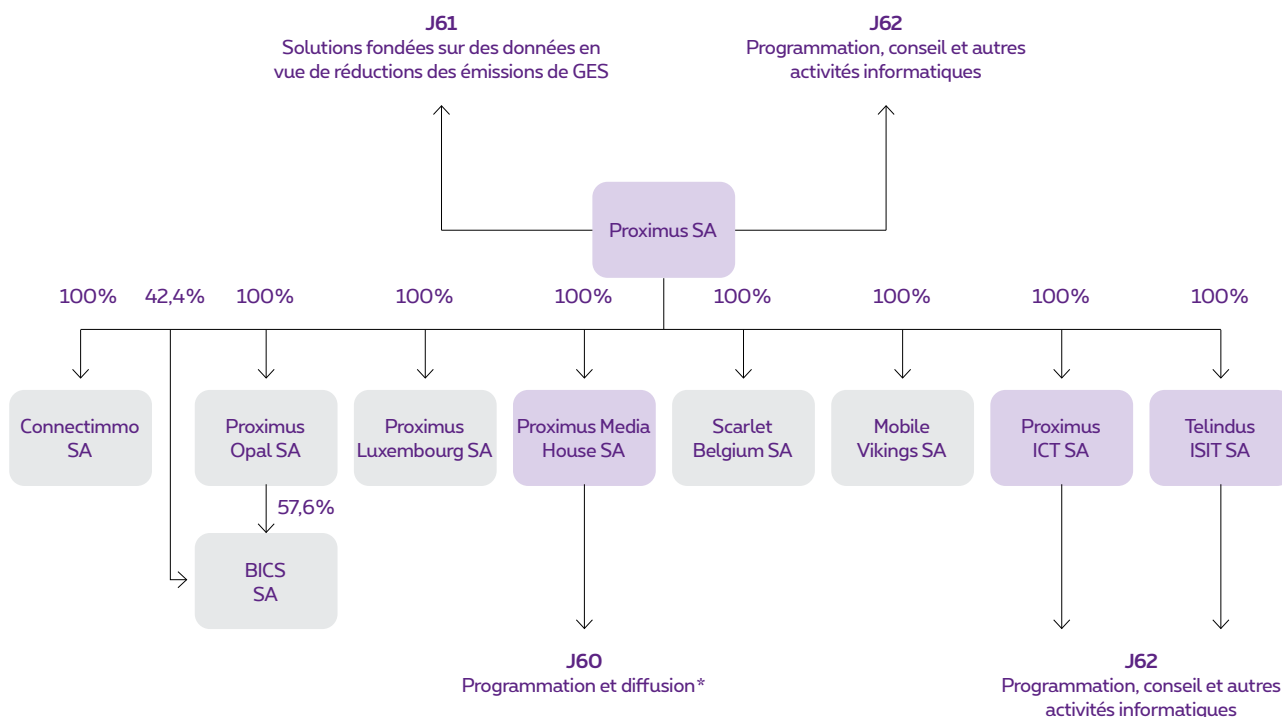 J61
Solutions fondées sur des données en
vue de réductions des émissions de GES
J62
Programmation, conseil et autres
activités informatiques
Proximus SA
100%
42,4%
100%
100%
100%
100%
100%
100%
100%
Connectimmo
SA
Proximus
Opal SA
Proximus
Luxembourg SA
Proximus Media
House SA
Scarlet
Belgium SA
Mobile
Vikings SA
Proximus
ICT SA
Telindus
ISIT SA
57,6%
BICS
SA
J60
Programmation et diffusion*
J62
Programmation, conseil et autres
activités informatiques